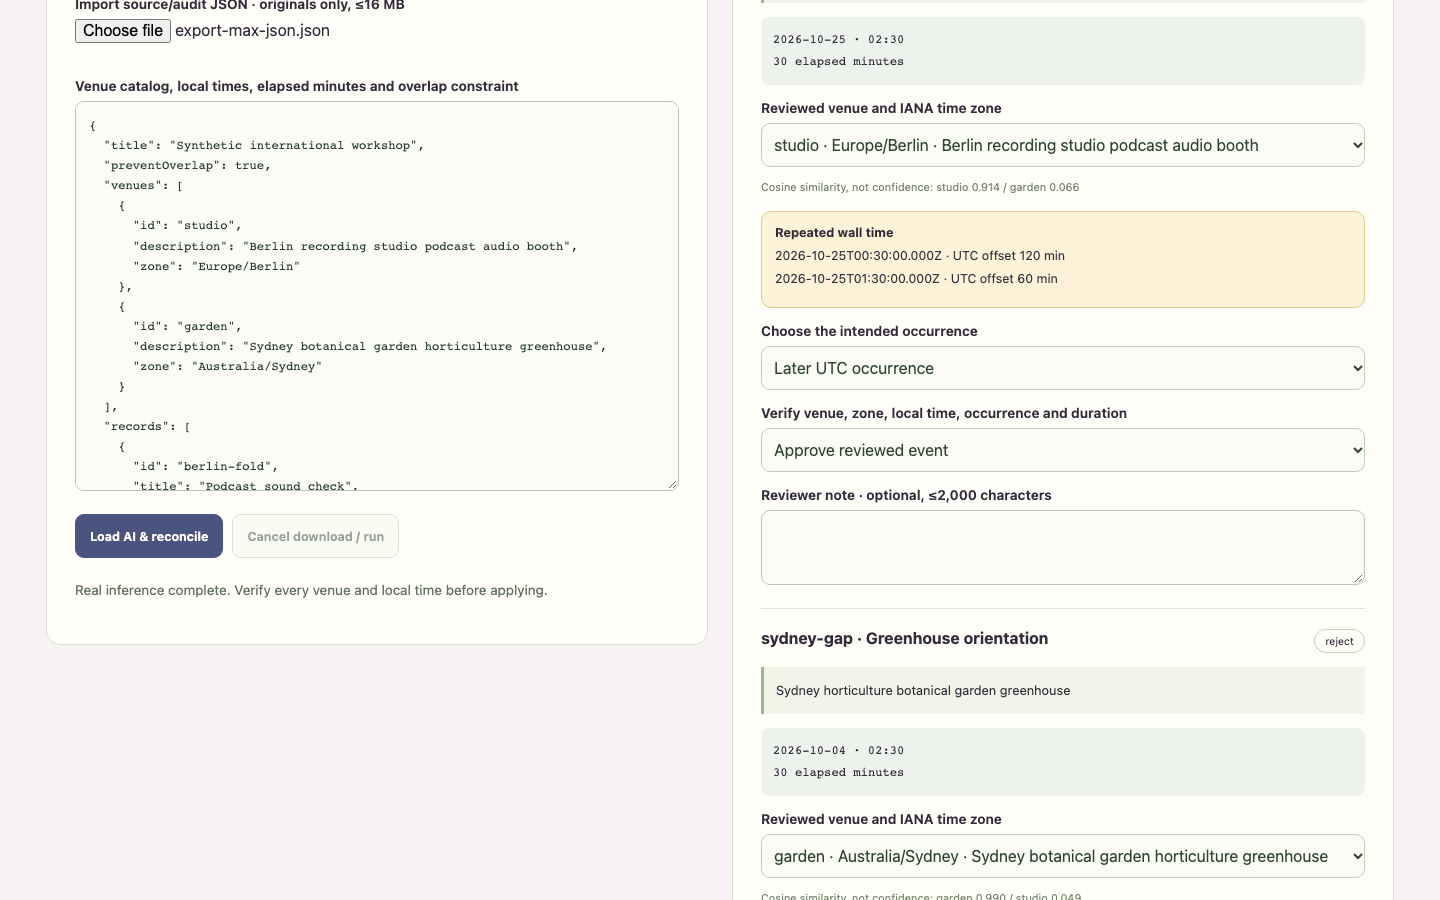 Import source/audit JSON · originals only, ≤16 MB
Choose file export-max-json.json
Venue catalog, local times, elapsed minutes and overlap constraint
{
"title": "Synthetic international workshop",
"preventOverlap": true,
"venues": [
{
"id": "studio",
"description": "Berlin recording studio podcast audio booth",
"zone": "Europe/Berlin"
},
{
"id": "garden",
"description": "Sydney botanical garden horticulture greenhouse",
"zone": "Australia/Sydney"
}
],
"records": [
{
"id": "berlin-fold",
"title": "Podcast sound check",
Load AI & reconcile
Cancel download / run
Real inference complete. Verify every venue and local time before applying.
2026-10-25 · 02:30
30 elapsed minutes
Reviewed venue and IANA time zone
studio · Europe/Berlin · Berlin recording studio podcast audio booth
Cosine similarity, not confidence: studio 0.914 / garden 0.066
Repeated wall time
2026-10-25T00:30:00.000Z · UTC offset 120 min
2026-10-25T01:30:00.000Z · UTC offset 60 min
Choose the intended occurrence
Later UTC occurrence
Verify venue, zone, local time, occurrence and duration
Approve reviewed event
Reviewer note · optional, ≤2,000 characters
sydney-gap · Greenhouse orientation
reject
Sydney horticulture botanical garden greenhouse
2026-10-04 · 02:30
30 elapsed minutes
Reviewed venue and IANA time zone
garden · Australia/Sydney · Sydney botanical garden horticulture greenhouse
Cosine similarity, not confidence: garden 0.990 / studio 0.049